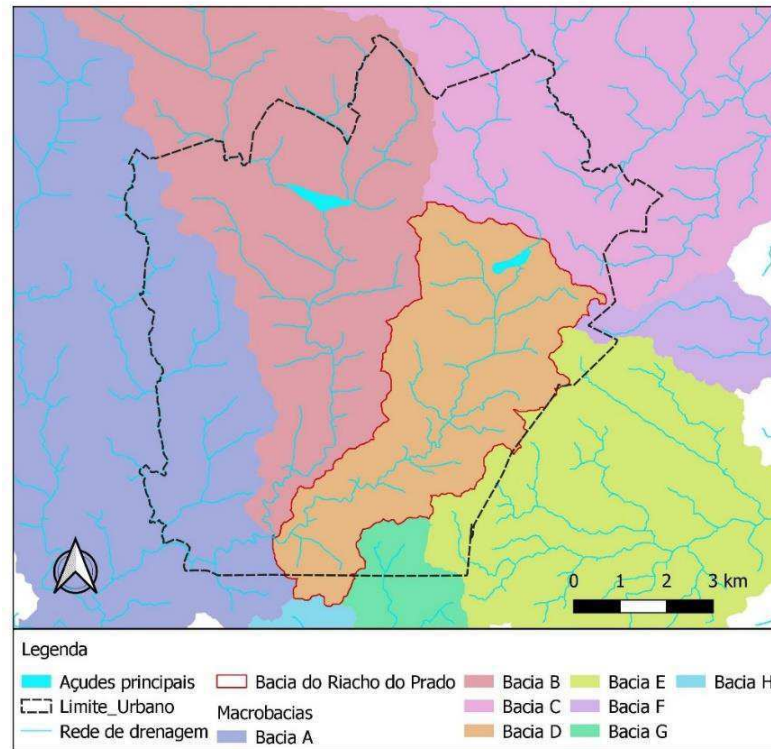 0 1 2 3 km
Legenda
Açudes principais
Limite_Urbano
Rede de drenagem
Bacia do Riacho do Prado
Macrobacias
Bacia A
Bacia B
Bacia C
Bacia D
Bacia E
Bacia F
Bacia G
Bacia H